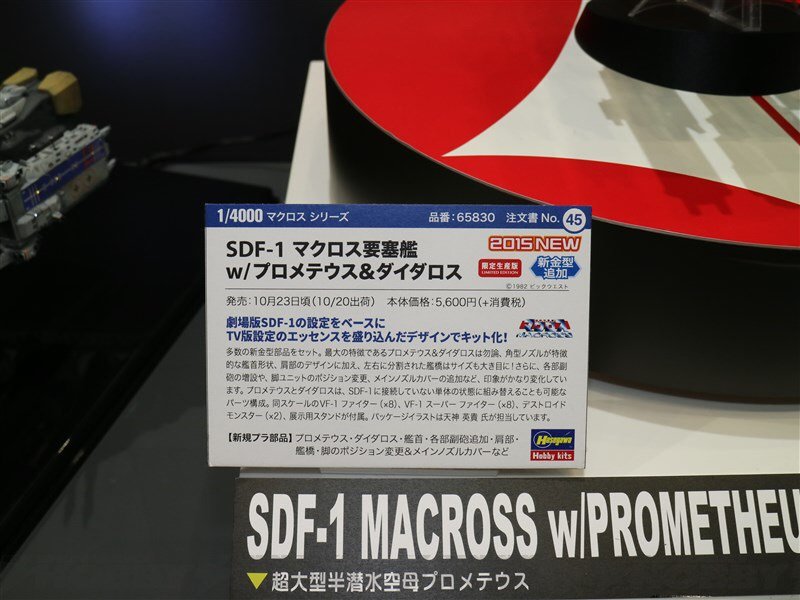 1/4000 マクロス シリーズ 品番：65830 注文書 No. 45
SDF-1 マクロス要塞艦
w/プロメテウス&ダイダロス
2015 NEW
限定生産版
LIMITED EDITION
新金型
追加
©1982 ビックウエスト
発売：10月23日頃(10/20出荷) 本体価格：5,600円(+消費税)
劇場版SDF-1の設定をベースに
TV版設定のエッセンスを盛り込んだデザインでキット化!
MACROSS
多数の新金型部品をセット。最大の特徴であるプロメテウス&ダイダロスは勿論、角型ノズルが特徴
的な艦首形状、肩部のデザインに加え、左右に分割された艦橋はサイズも大き目に!さらに、各部副
砲の増設や、脚ユニットのポジション変更、メインノズルカバーの追加など、印象がかなり変化してい
ます。プロメテウスとダイダロスは、SDF-1に接続していない単体の状態に組み替えることも可能な
パーツ構成。同スケールのVF-1 ファイター(×8)、VF-1 スーパー ファイター(×8)、デストロイド
モンスター(×2)、展示用スタンドが付属。パッケージイラストは天神 英貴 氏が担当しています。
【新規プラ部品】プロメテウス・ダイダロス・艦首・各部副砲追加・肩部・
艦橋・脚のポジション変更&メインノズルカバーなど
Hasegawa
Hobby kits
SDF-1 MACROSS w/PROMETHEU
▼超大型半潜水空母プロメテウス